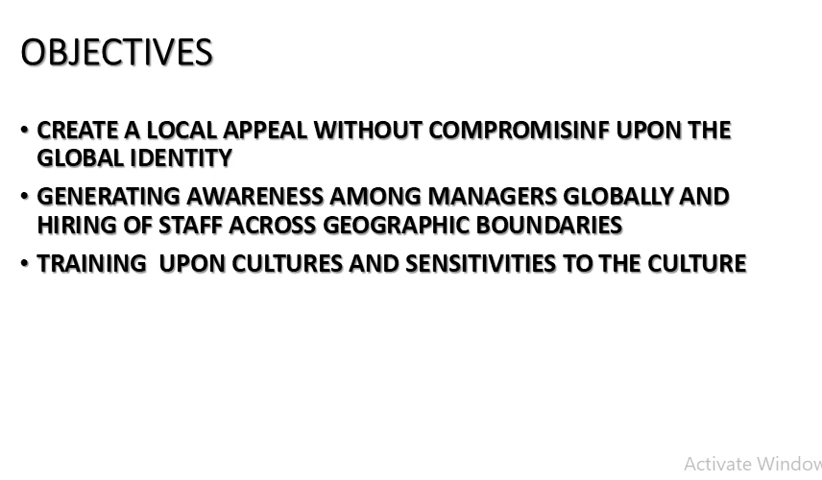 OBJECTIVES
• CREATE A LOCAL APPEAL WITHOUT COMPROMISINF UPON THE
GLOBAL IDENTITY
• GENERATING AWARENESS AMONG MANAGERS GLOBALLY AND
HIRING OF STAFF ACROSS GEOGRAPHIC BOUNDARIES
• TRAINING  UPON CULTURES AND SENSITIVITIES TO THE CULTURE
Activate Window